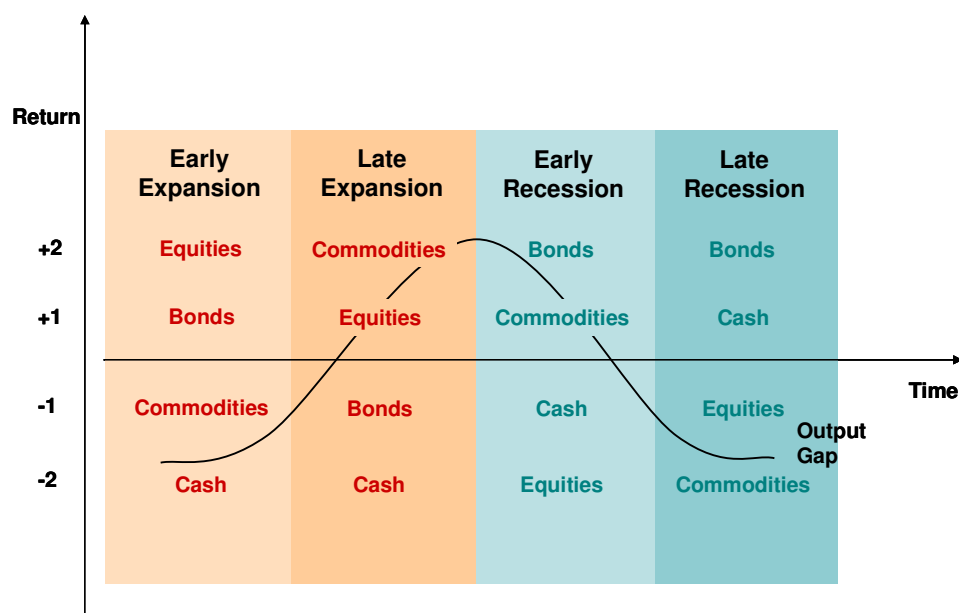 Return
Early
Expansion
Late
Expansion
Early
Recession
Late
Recession
+2
Equities
Commodities
Bonds
Bonds
+1
Bonds
Equities
Commodities
Cash
Time
-1
Commodities
Bonds
Cash
Equities
Output
Gap
-2
Cash
Cash
Equities
Commodities